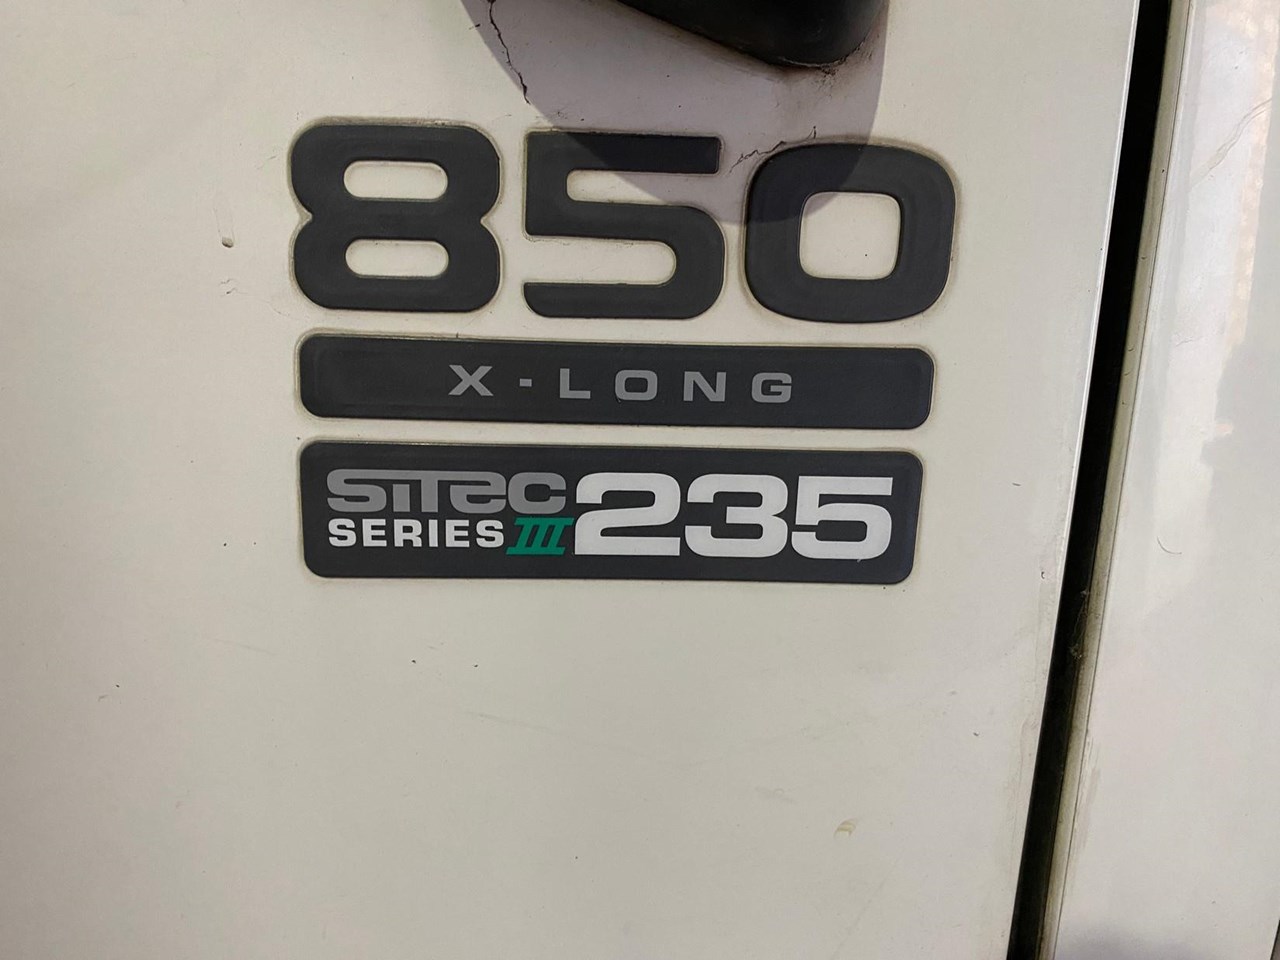 850
X-LONG
SiTEC
SERIES III 235